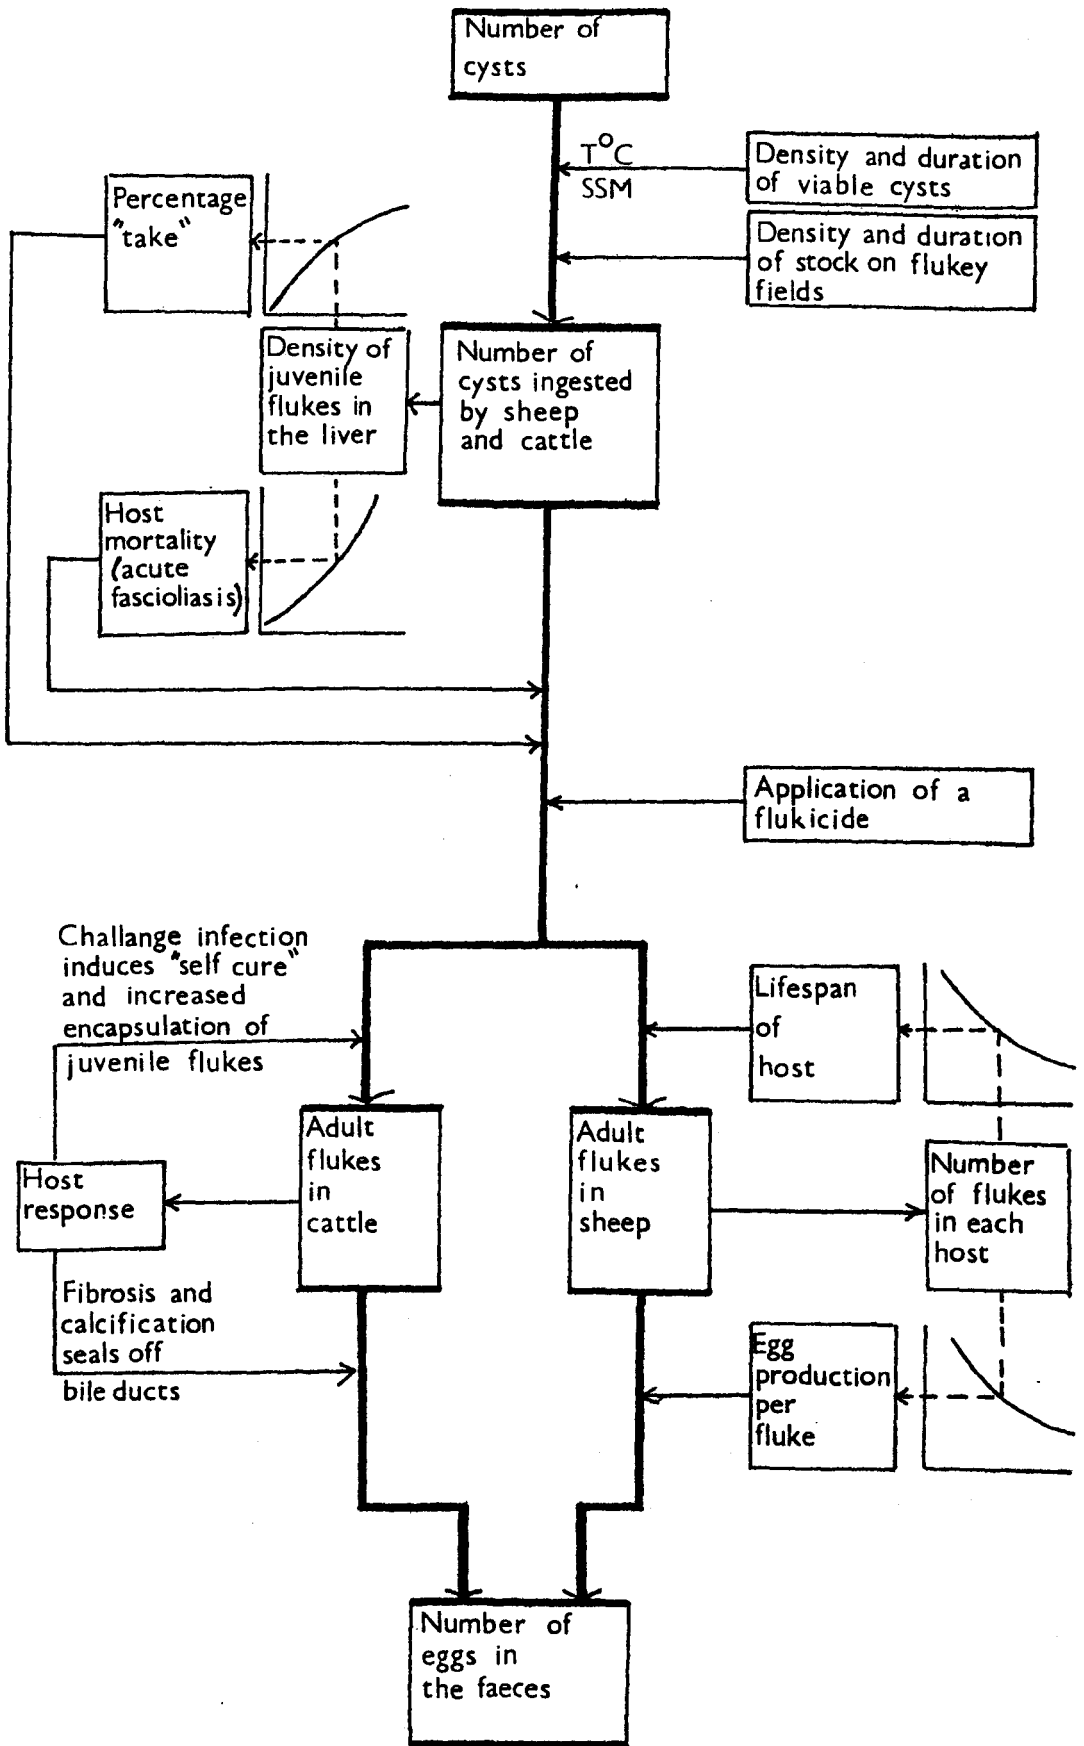 Number of
cysts
T°C
SSM
Density and duration
of viable cysts
Density and duration
of stock on flukey
fields
Percentage
"take"
Density of
juvenile
flukes in
the liver
Number of
cysts ingested
by sheep
and cattle
Host
mortality
(acute
fascioliasis)
Application of a
flukicide
Challange infection
induces "self cure"
and increased
encapsulation of
juvenile flukes
Lifespan
of
host
Adult
flukes
in
cattle
Adult
flukes
in
sheep
Host
response
Number
of flukes
in each
host
Fibrosis and
calcification
seals off
bile ducts
Egg
production
per
fluke
Number of
eggs in
the faeces